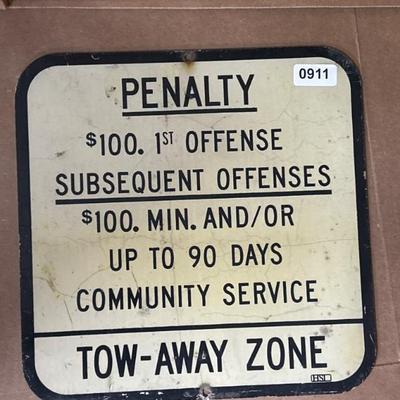 0911
PENALTY
$100. 1ST OFFENSE
SUBSEQUENT OFFENSES
$100. MIN. AND/OR
UP TO 90 DAYS
COMMUNITY SERVICE
TOW-AWAY ZONE